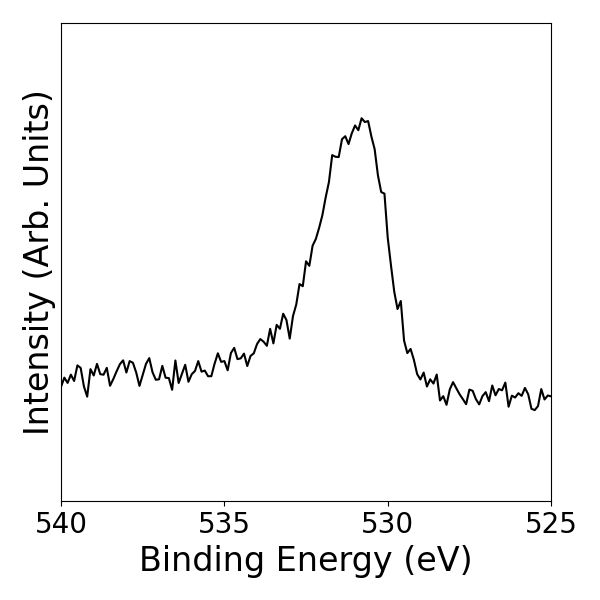 Intensity (Arb. Units)
540 535 530 525
Binding Energy (eV)